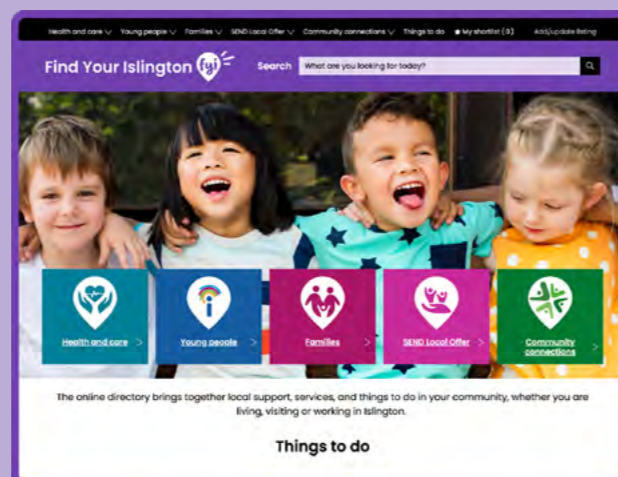 Health and care Young people Families SEND Local Offer Community connections Things to do My shortlist (0) Add/update listing
Find Your Islington fyi Search What are you looking for today?
Health and care
Young people
Families
SEND Local Offer
Community
connections
The online directory brings together local support, services, and things to do in your community, whether you are
living, visiting or working in Islington.
Things to do